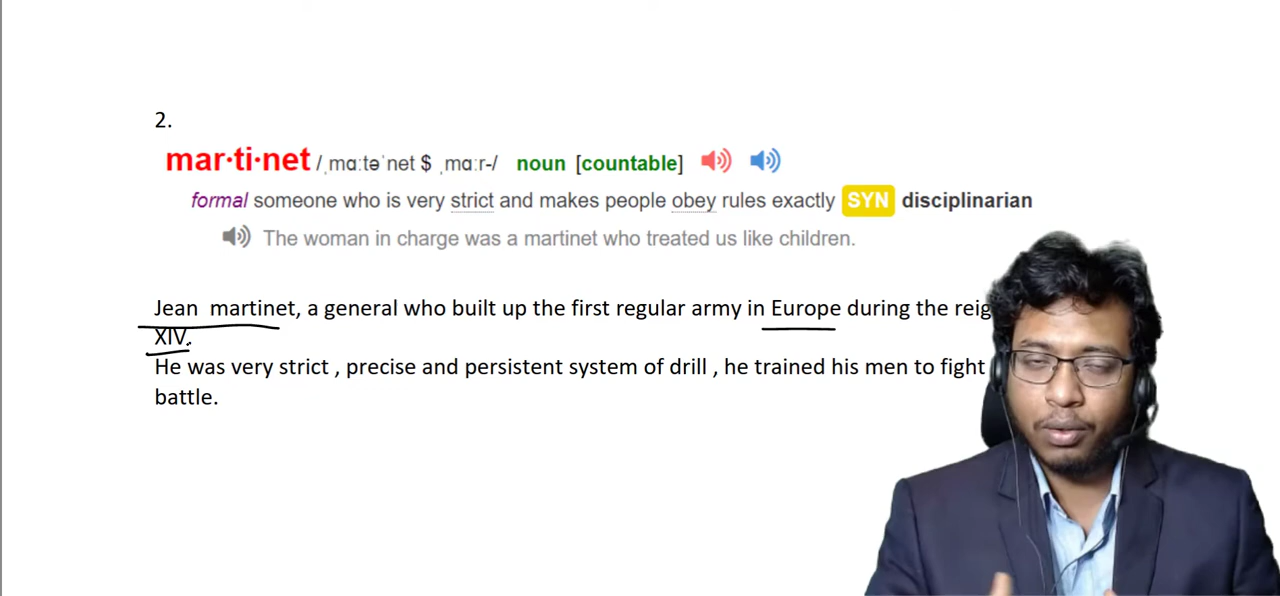 2.
mar·ti·net /ˌmɑːtəˈnet $ ˌmɑːr-/ noun [countable]
formal someone who is very strict and makes people obey rules exactly SYN disciplinarian
The woman in charge was a martinet who treated us like children.
Jean martinet, a general who built up the first regular army in Europe during the
XIV.
He was very strict , precise and persistent system of drill , he trained his men to fight
battle.